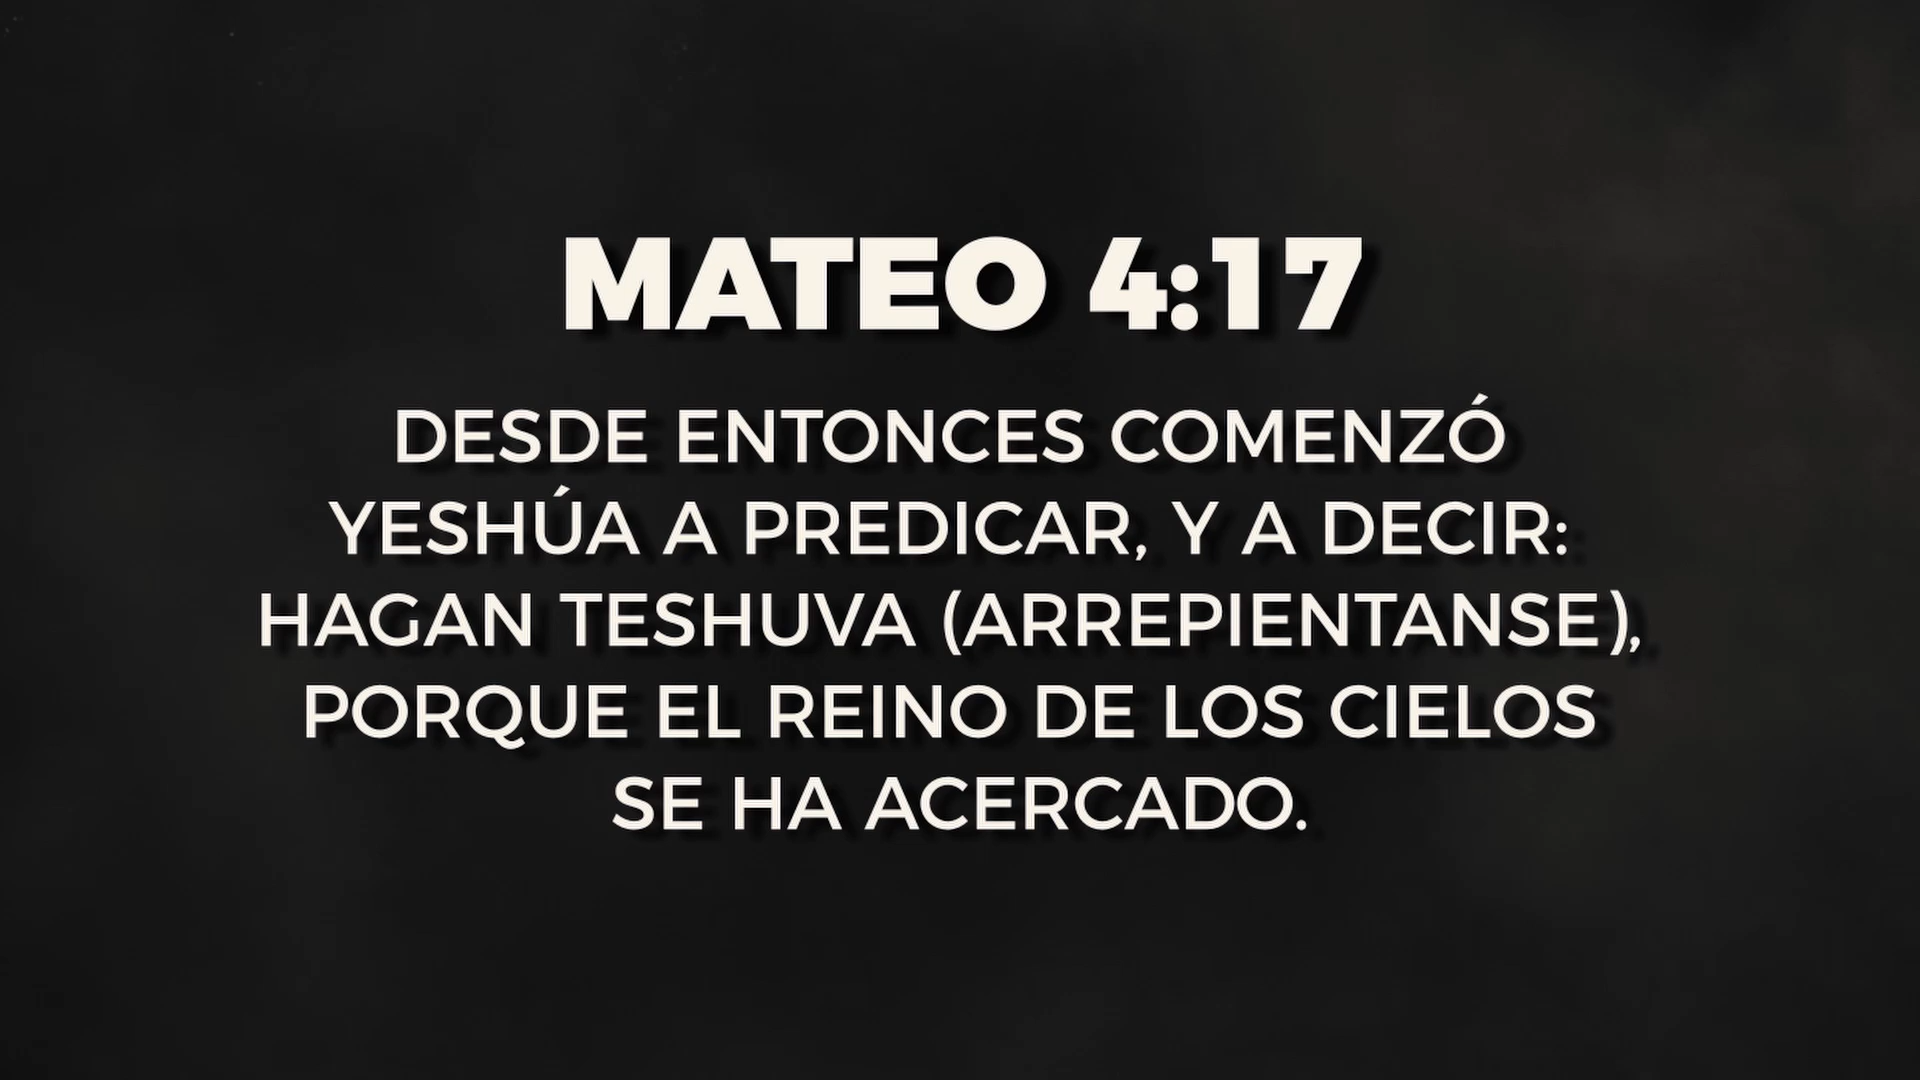 MATEO 4:17
DESDE ENTONCES COMENZÓ
YESHÚA A PREDICAR, Y A DECIR:
HAGAN TESHUVA (ARREPIENTANSE),
PORQUE EL REINO DE LOS CIELOS
SE HA ACERCADO.